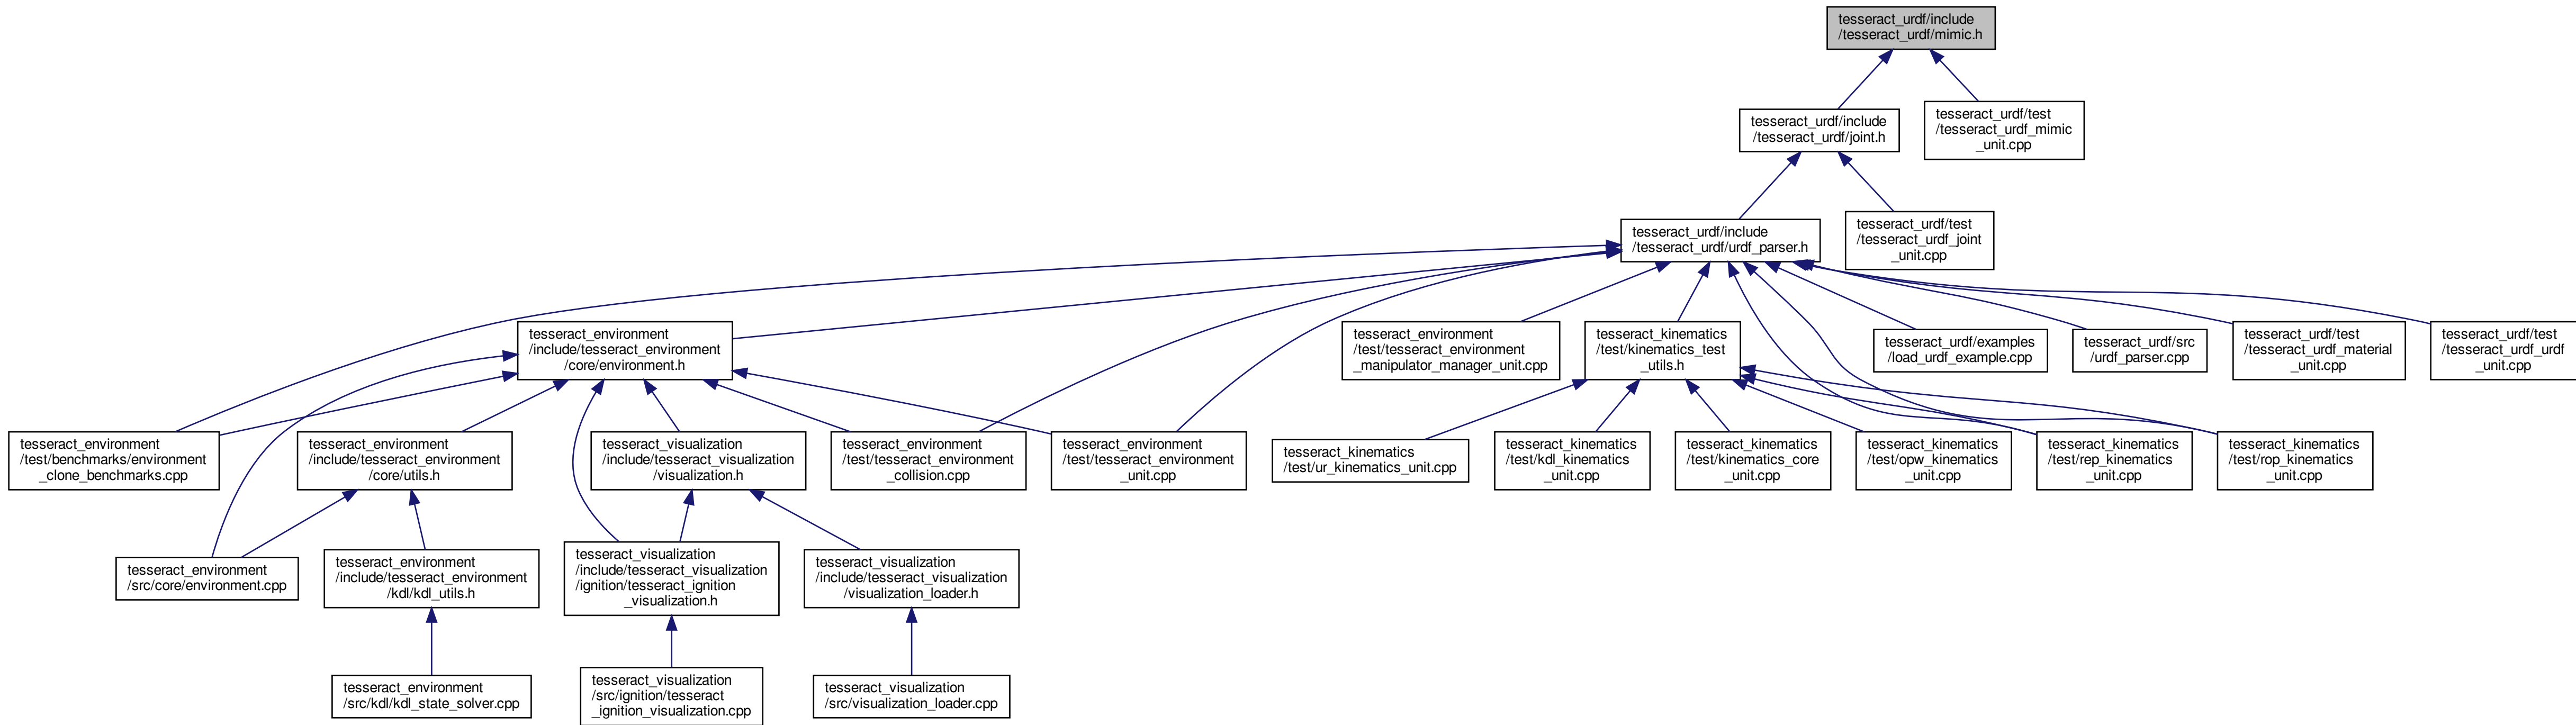 tesseract_urdf/include
/tesseract_urdf/mimic.h
tesseract_urdf/include
/tesseract_urdf/joint.h
tesseract_urdf/test
/tesseract_urdf_mimic
_unit.cpp
tesseract_urdf/include
/tesseract_urdf/urdf_parser.h
tesseract_urdf/test
/tesseract_urdf_joint
_unit.cpp
tesseract_environment
/include/tesseract_environment
/core/environment.h
tesseract_environment
/test/tesseract_environment
_manipulator_manager_unit.cpp
tesseract_kinematics
/test/kinematics_test
_utils.h
tesseract_urdf/examples
/load_urdf_example.cpp
tesseract_urdf/src
/urdf_parser.cpp
tesseract_urdf/test
/tesseract_urdf_material
_unit.cpp
tesseract_urdf/test
/tesseract_urdf_urdf
_unit.cpp
tesseract_environment
/test/benchmarks/environment
_clone_benchmarks.cpp
tesseract_environment
/include/tesseract_environment
/core/utils.h
tesseract_visualization
/include/tesseract_visualization
/visualization.h
tesseract_environment
/test/tesseract_environment
_collision.cpp
tesseract_environment
/test/tesseract_environment
_unit.cpp
tesseract_kinematics
/test/ur_kinematics_unit.cpp
tesseract_kinematics
/test/kdl_kinematics
_unit.cpp
tesseract_kinematics
/test/kinematics_core
_unit.cpp
tesseract_kinematics
/test/opw_kinematics
_unit.cpp
tesseract_kinematics
/test/rep_kinematics
_unit.cpp
tesseract_kinematics
/test/rop_kinematics
_unit.cpp
tesseract_environment
/src/core/environment.cpp
tesseract_environment
/include/tesseract_environment
/kdl/kdl_utils.h
tesseract_visualization
/include/tesseract_visualization
/ignition/tesseract_ignition
_visualization.h
tesseract_visualization
/include/tesseract_visualization
/visualization_loader.h
tesseract_environment
/src/kdl/kdl_state_solver.cpp
tesseract_visualization
/src/ignition/tesseract
_ignition_visualization.cpp
tesseract_visualization
/src/visualization_loader.cpp